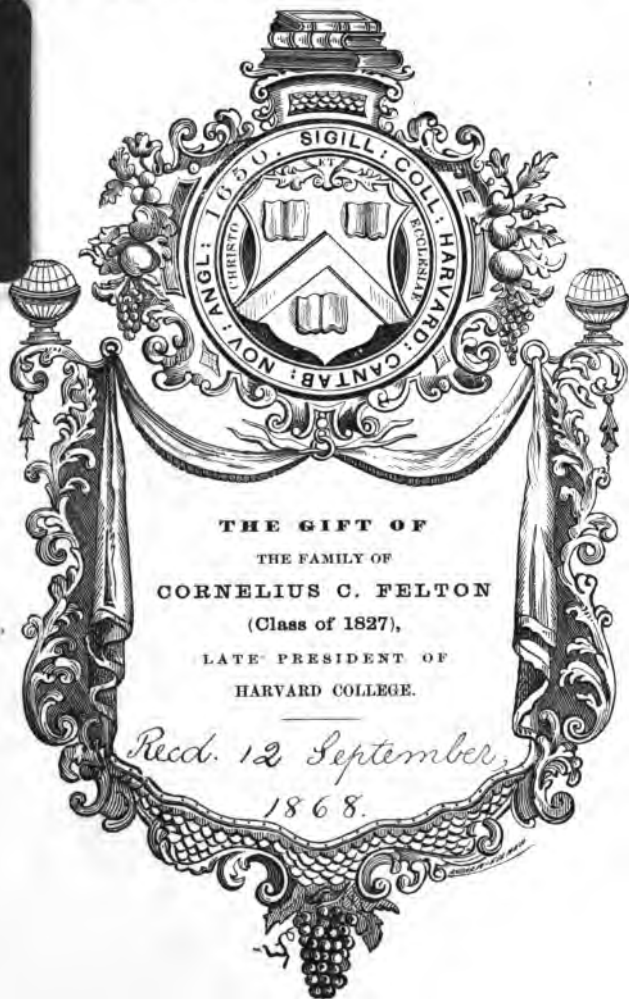 SIGILL: COLL: HARVARD: CANTAB: NOV: ANGL: 1650.
CHRISTO
ET
ECCLESIAE
THE GIFT OF
THE FAMILY OF
CORNELIUS C. FELTON
(Class of 1827),
LATE PRESIDENT OF
HARVARD COLLEGE.
Recd. 12 September,
1868.